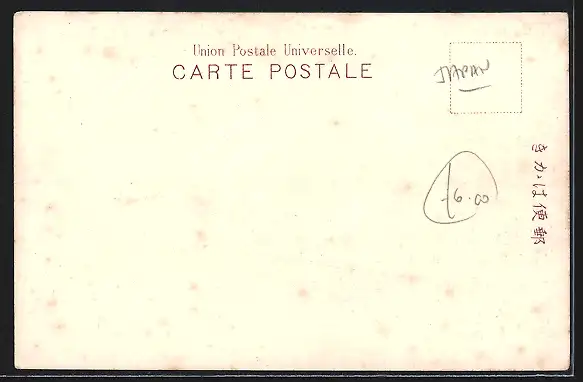 Union Postale Universelle.
CARTE POSTALE
JAPAN
£6.00
郵便はかき